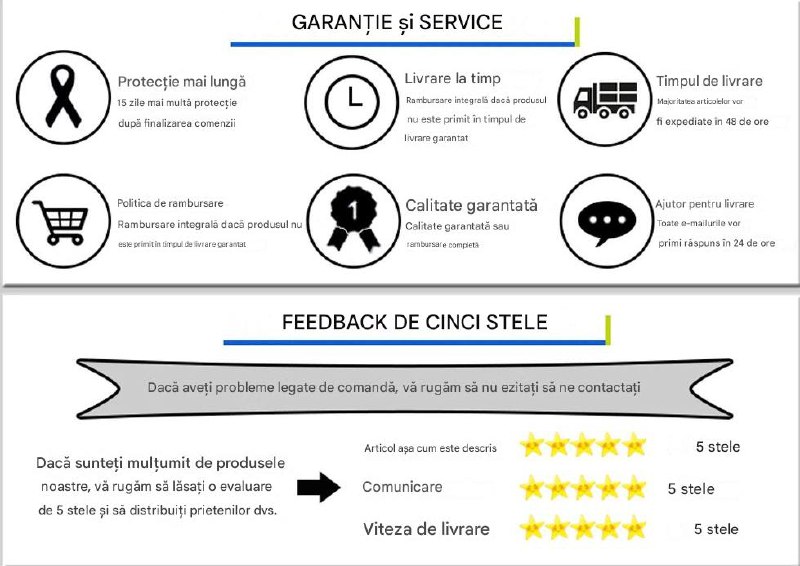 GARANȚIE și SERVICE
Protecție mai lungă
15 zile mai multă protecție
după finalizarea comenzii
Livrare la timp
Rambursare integrală dacă produsul
nu este primit în timpul de
livrare garantat
Timpul de livrare
Majoritatea articolelor vor
fi expediate în 48 de ore
Politica de rambursare
Rambursare integrală dacă produsul nu
este primit în timpul de livrare garantat
1
Calitate garantată
Calitate garantată sau
rambursare completă
Ajutor pentru livrare
Toate e-mailurile vor
primi răspuns în 24 de ore
FEEDBACK DE CINCI STELE
Dacă aveți probleme legate de comandă, vă rugăm să nu ezitați să ne contactați
Dacă sunteți mulțumit de produsele
noastre, vă rugăm să lăsați o evaluare
de 5 stele și să distribuiți prietenilor dvs.
Articol așa cum este descris 5 stele
Comunicare 5 stele
Viteza de livrare 5 stele